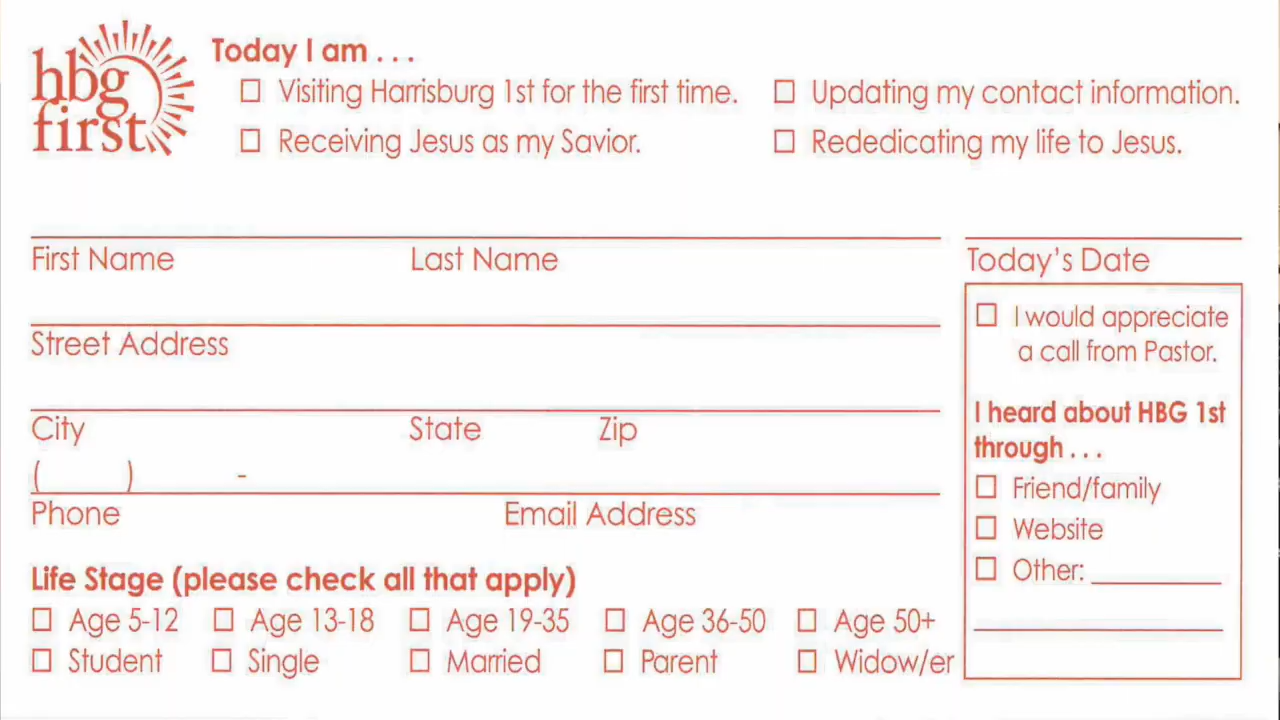 hbg
first
Today I am . . .
Visiting Harrisburg 1st for the first time. Updating my contact information.
Receiving Jesus as my Savior. Rededicating my life to Jesus.
First Name Last Name Today's Date
Street Address
City State Zip
( ) -
Phone Email Address
I would appreciate
a call from Pastor.
I heard about HBG 1st
through . . .
Friend/family
Website
Other:
Life Stage (please check all that apply)
Age 5-12 Age 13-18 Age 19-35 Age 36-50 Age 50+
Student Single Married Parent Widow/er